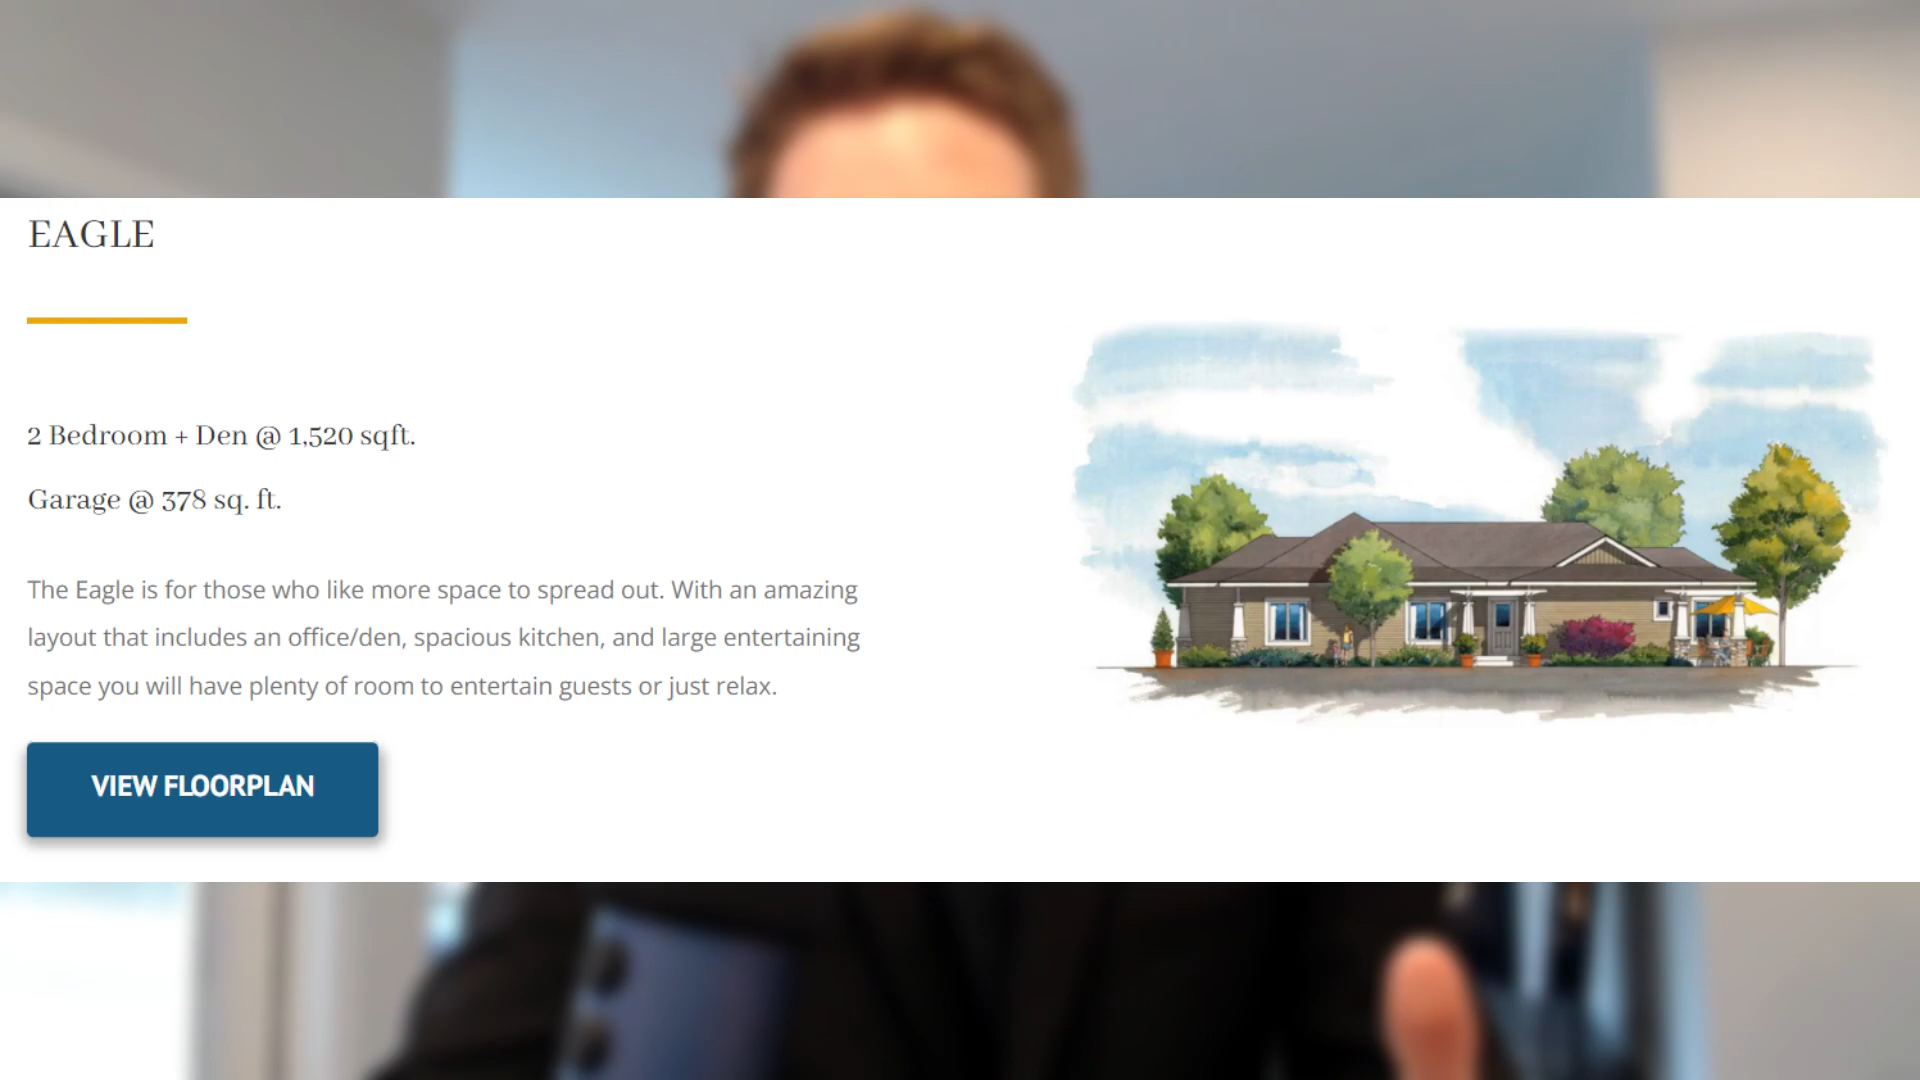 EAGLE
2 Bedroom + Den @ 1,520 sqft.
Garage @ 378 sq. ft.
The Eagle is for those who like more space to spread out. With an amazing
layout that includes an office/den, spacious kitchen, and large entertaining
space you will have plenty of room to entertain guests or just relax.
VIEW FLOORPLAN